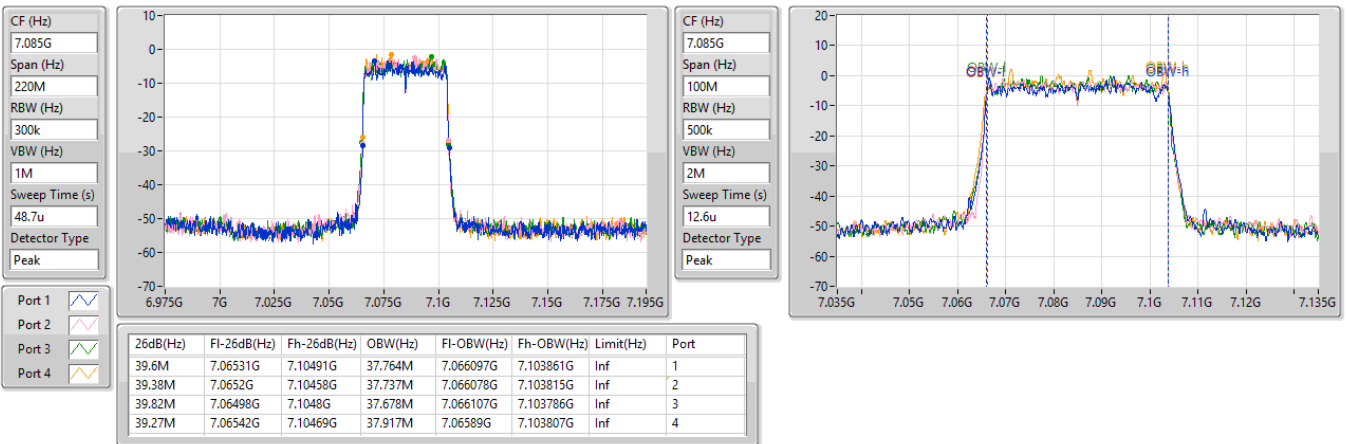 CF (Hz)
7.085G
Span (Hz)
220M
RBW (Hz)
300k
VBW (Hz)
1M
Sweep Time (s)
48.7u
Detector Type
Peak
10
0
-10
-20
-30
-40
-50
-60
-70
6.975G 7G 7.025G 7.05G 7.075G 7.1G 7.125G 7.15G 7.175G 7.195G
CF (Hz)
7.085G
Span (Hz)
100M
RBW (Hz)
500k
VBW (Hz)
2M
Sweep Time (s)
12.6u
Detector Type
Peak
20
10
0
-10
-20
-30
-40
-50
-60
-70
OBW-l OBW-h
7.035G 7.05G 7.06G 7.07G 7.08G 7.09G 7.1G 7.11G 7.12G 7.135G
Port 1
Port 2
Port 3
Port 4
26dB(Hz) Fl-26dB(Hz) Fh-26dB(Hz) OBW(Hz) Fl-OBW(Hz) Fh-OBW(Hz) Limit(Hz) Port
39.6M 7.06531G 7.10491G 37.764M 7.066097G 7.103861G Inf 1
39.38M 7.0652G 7.10458G 37.737M 7.066078G 7.103815G Inf 2
39.82M 7.06498G 7.1048G 37.678M 7.066107G 7.103786G Inf 3
39.27M 7.06542G 7.10469G 37.917M 7.06589G 7.103807G Inf 4